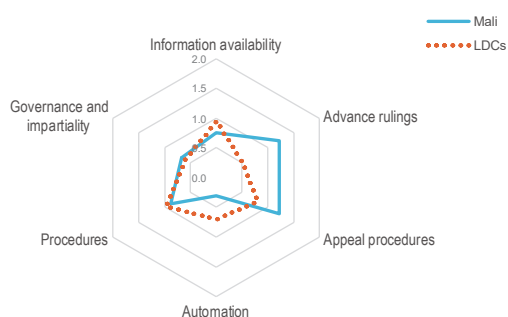 Mali
LDCs
Information availability
2.0
1.5
1.0
0.5
0.0
Governance and
impartiality
Advance rulings
Procedures
Appeal procedures
Automation